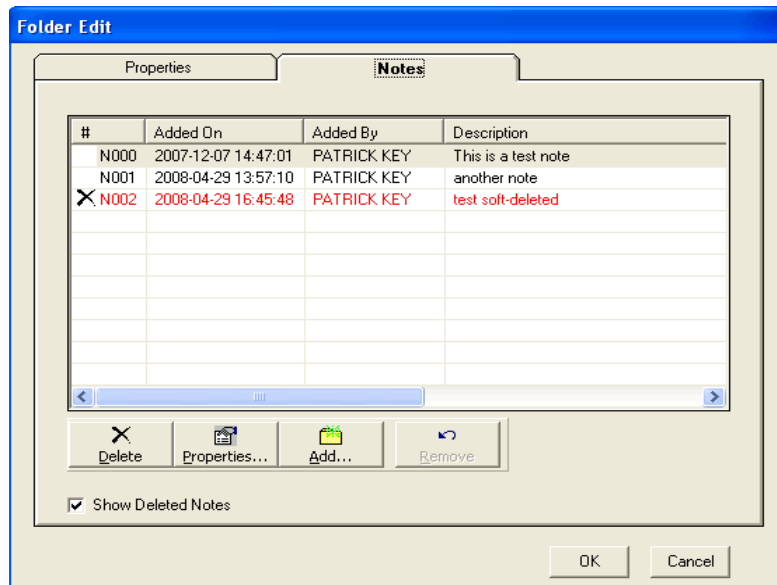 Folder Edit
Properties Notes
# Added On Added By Description
N000 2007-12-07 14:47:01 PATRICK KEY This is a test note
N001 2008-04-29 13:57:10 PATRICK KEY another note
N002 2008-04-29 16:45:48 PATRICK KEY test soft-deleted
Delete Properties... Add... Remove
Show Deleted Notes
OK Cancel